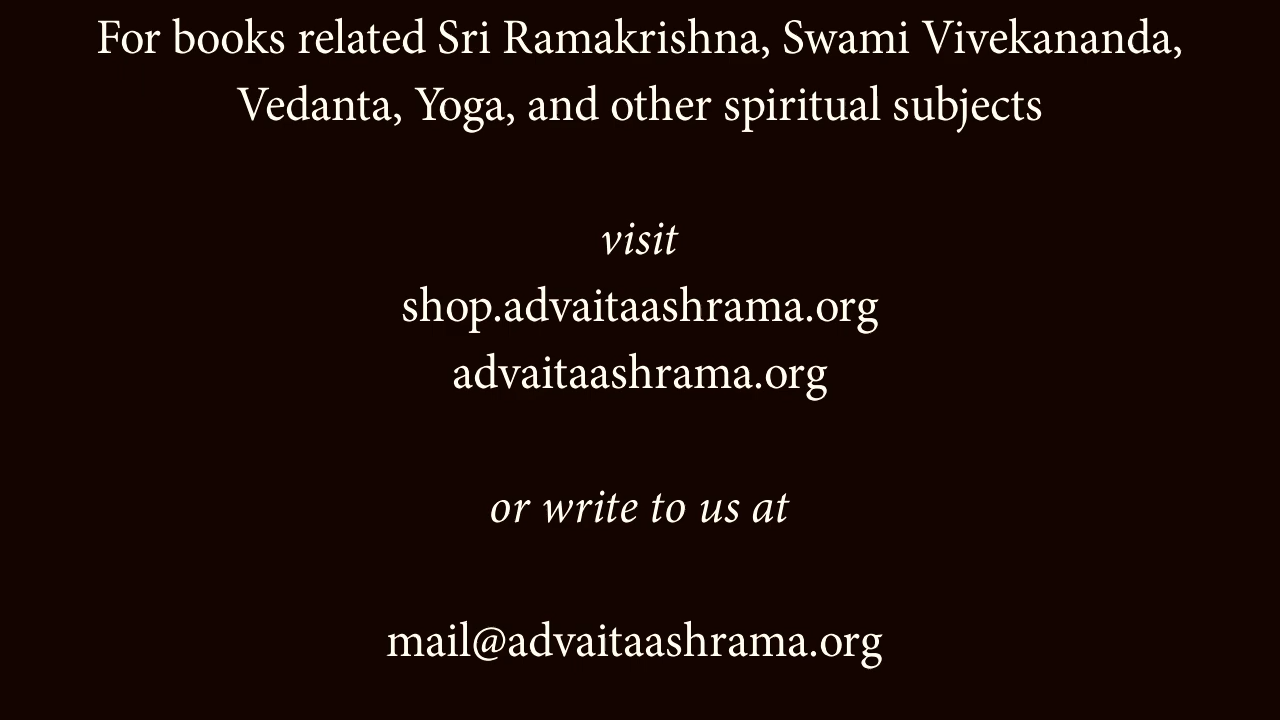 For books related Sri Ramakrishna, Swami Vivekananda,
Vedanta, Yoga, and other spiritual subjects
visit
shop.advaitaashrama.org
advaitaashrama.org
or write to us at
mail@advaitaashrama.org